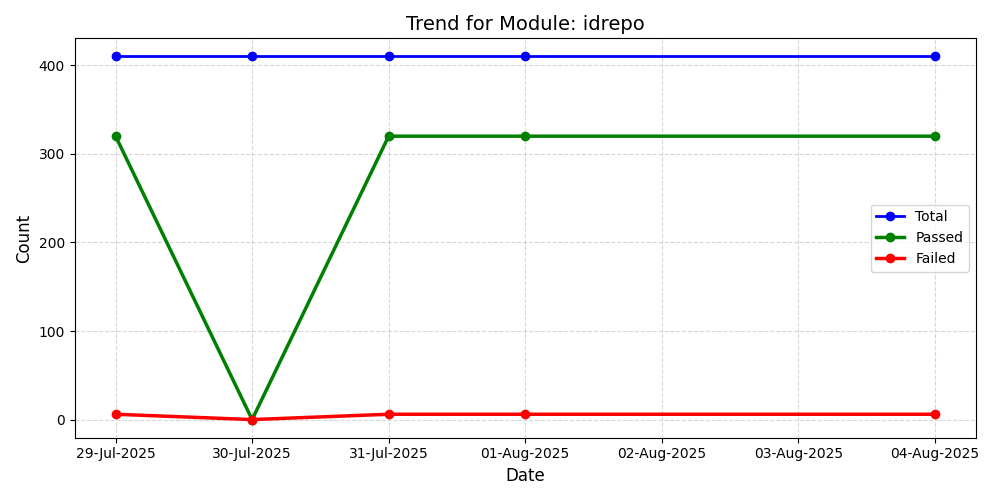 Trend for Module: idrepo
Count
400
300
200
100
0
Total
Passed
Failed
29-Jul-2025 30-Jul-2025 31-Jul-2025 01-Aug-2025 02-Aug-2025 03-Aug-2025 04-Aug-2025
Date